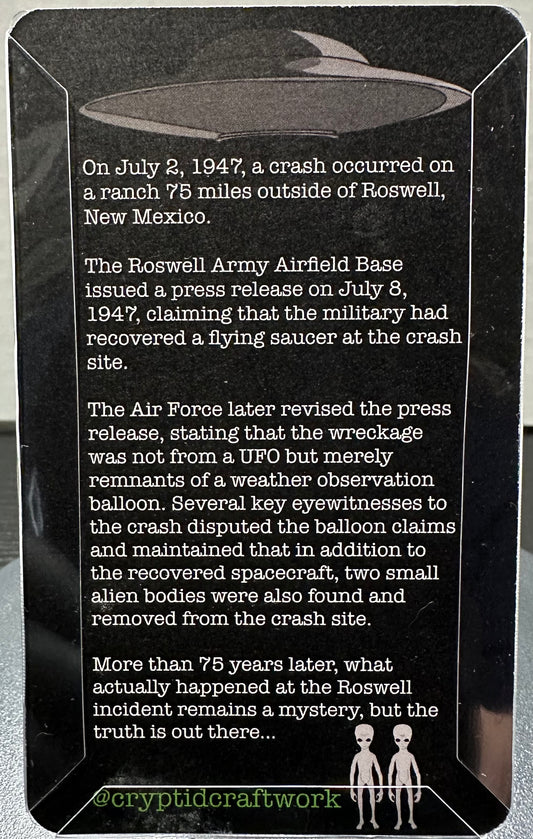 On July 2, 1947, a crash occurred on
a ranch 75 miles outside of Roswell,
New Mexico.
The Roswell Army Airfield Base
issued a press release on July 8,
1947, claiming that the military had
recovered a flying saucer at the crash
site.
The Air Force later revised the press
release, stating that the wreckage
was not from a UFO but merely
remnants of a weather observation
balloon. Several key eyewitnesses to
the crash disputed the balloon claims
and maintained that in addition to
the recovered spacecraft, two small
alien bodies were also found and
removed from the crash site.
More than 75 years later, what
actually happened at the Roswell
incident remains a mystery, but the
truth is out there...
@cryptidcraftwork